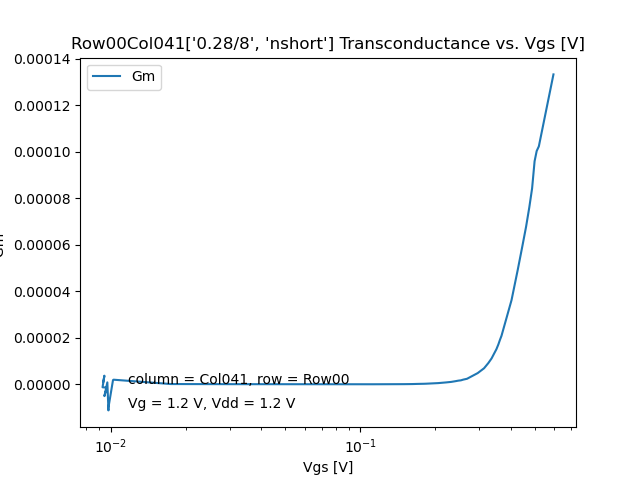 Row00Col041['0.28/8', 'nshort'] Transconductance vs. Vgs [V]
Gm
0.00014
0.00012
0.00010
0.00008
0.00006
0.00004
0.00002
0.00000
Gm
column = Col041, row = Row00
Vg = 1.2 V, Vdd = 1.2 V
10⁻²
10⁻¹
Vgs [V]